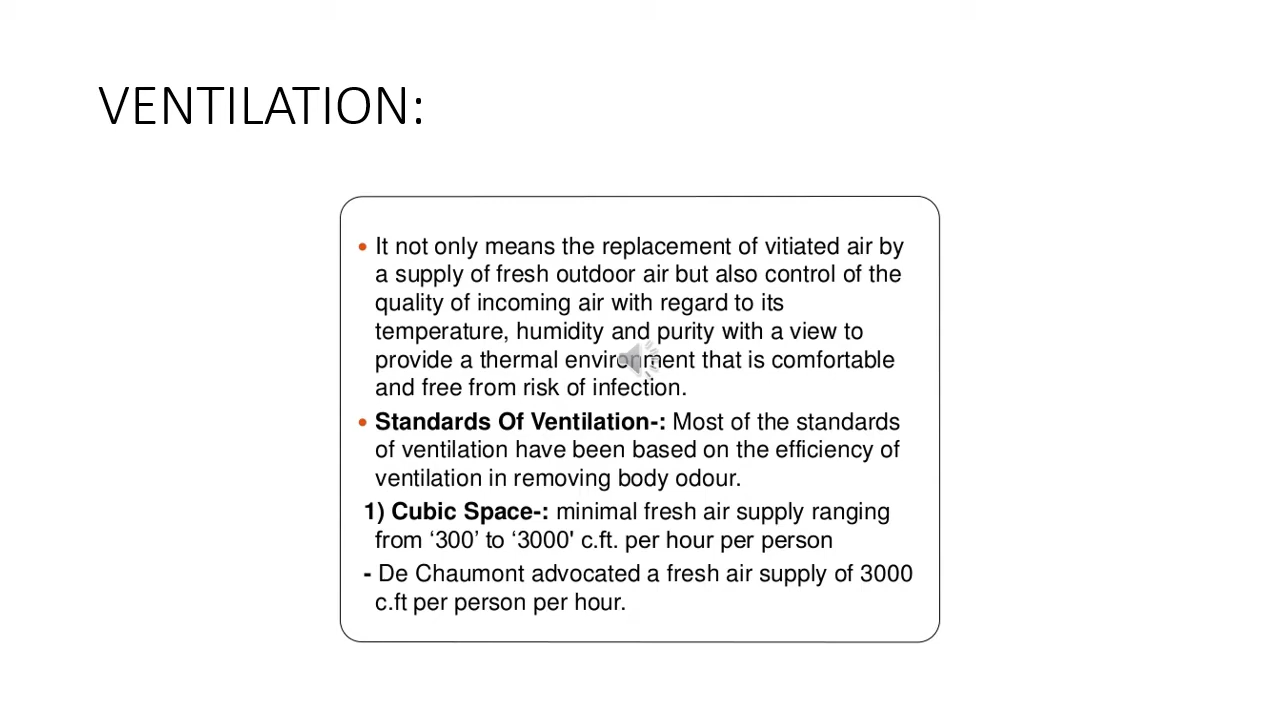 VENTILATION:
• It not only means the replacement of vitiated air by
a supply of fresh outdoor air but also control of the
quality of incoming air with regard to its
temperature, humidity and purity with a view to
provide a thermal environment that is comfortable
and free from risk of infection.
• Standards Of Ventilation-: Most of the standards
of ventilation have been based on the efficiency of
ventilation in removing body odour.
1) Cubic Space-: minimal fresh air supply ranging
from ‘300’ to ‘3000' c.ft. per hour per person
- De Chaumont advocated a fresh air supply of 3000
c.ft per person per hour.